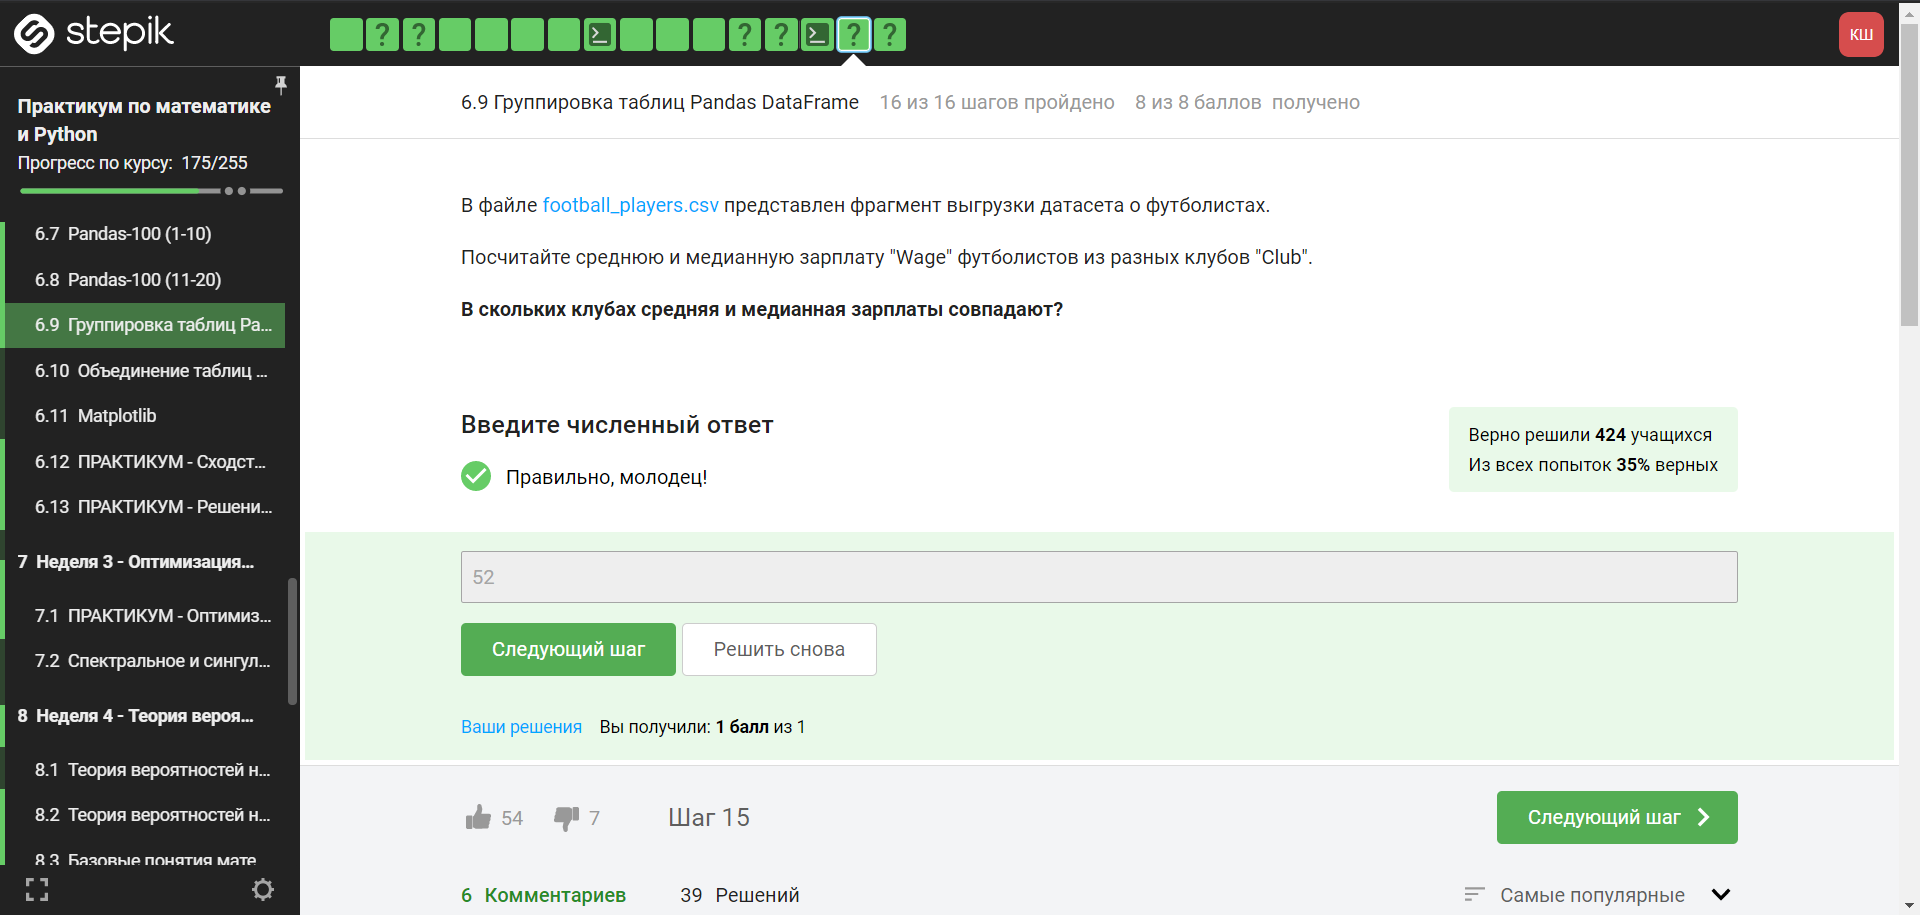 stepik
КШ
Практикум по математике
и Python
Прогресс по курсу: 175/255
6.7 Pandas-100 (1-10)
6.8 Pandas-100 (11-20)
6.9 Группировка таблиц Pa...
6.10 Объединение таблиц ...
6.11 Matplotlib
6.12 ПРАКТИКУМ - Сходст...
6.13 ПРАКТИКУМ - Решени...
7 Неделя 3 - Оптимизация...
7.1 ПРАКТИКУМ - Оптимиз...
7.2 Спектральное и сингул...
8 Неделя 4 - Теория вероя...
8.1 Теория вероятностей н...
8.2 Теория вероятностей н...
8.3 Базовые понятия мате
6.9 Группировка таблиц Pandas DataFrame 16 из 16 шагов пройдено 8 из 8 баллов получено
В файле football_players.csv представлен фрагмент выгрузки датасета о футболистах.
Посчитайте среднюю и медианную зарплату "Wage" футболистов из разных клубов "Club".
В скольких клубах средняя и медианная зарплаты совпадают?
Введите численный ответ
Правильно, молодец!
Верно решили 424 учащихся
Из всех попыток 35% верных
52
Следующий шаг Решить снова
Ваши решения Вы получили: 1 балл из 1
54 7 Шаг 15 Следующий шаг
6 Комментариев 39 Решений Самые популярные